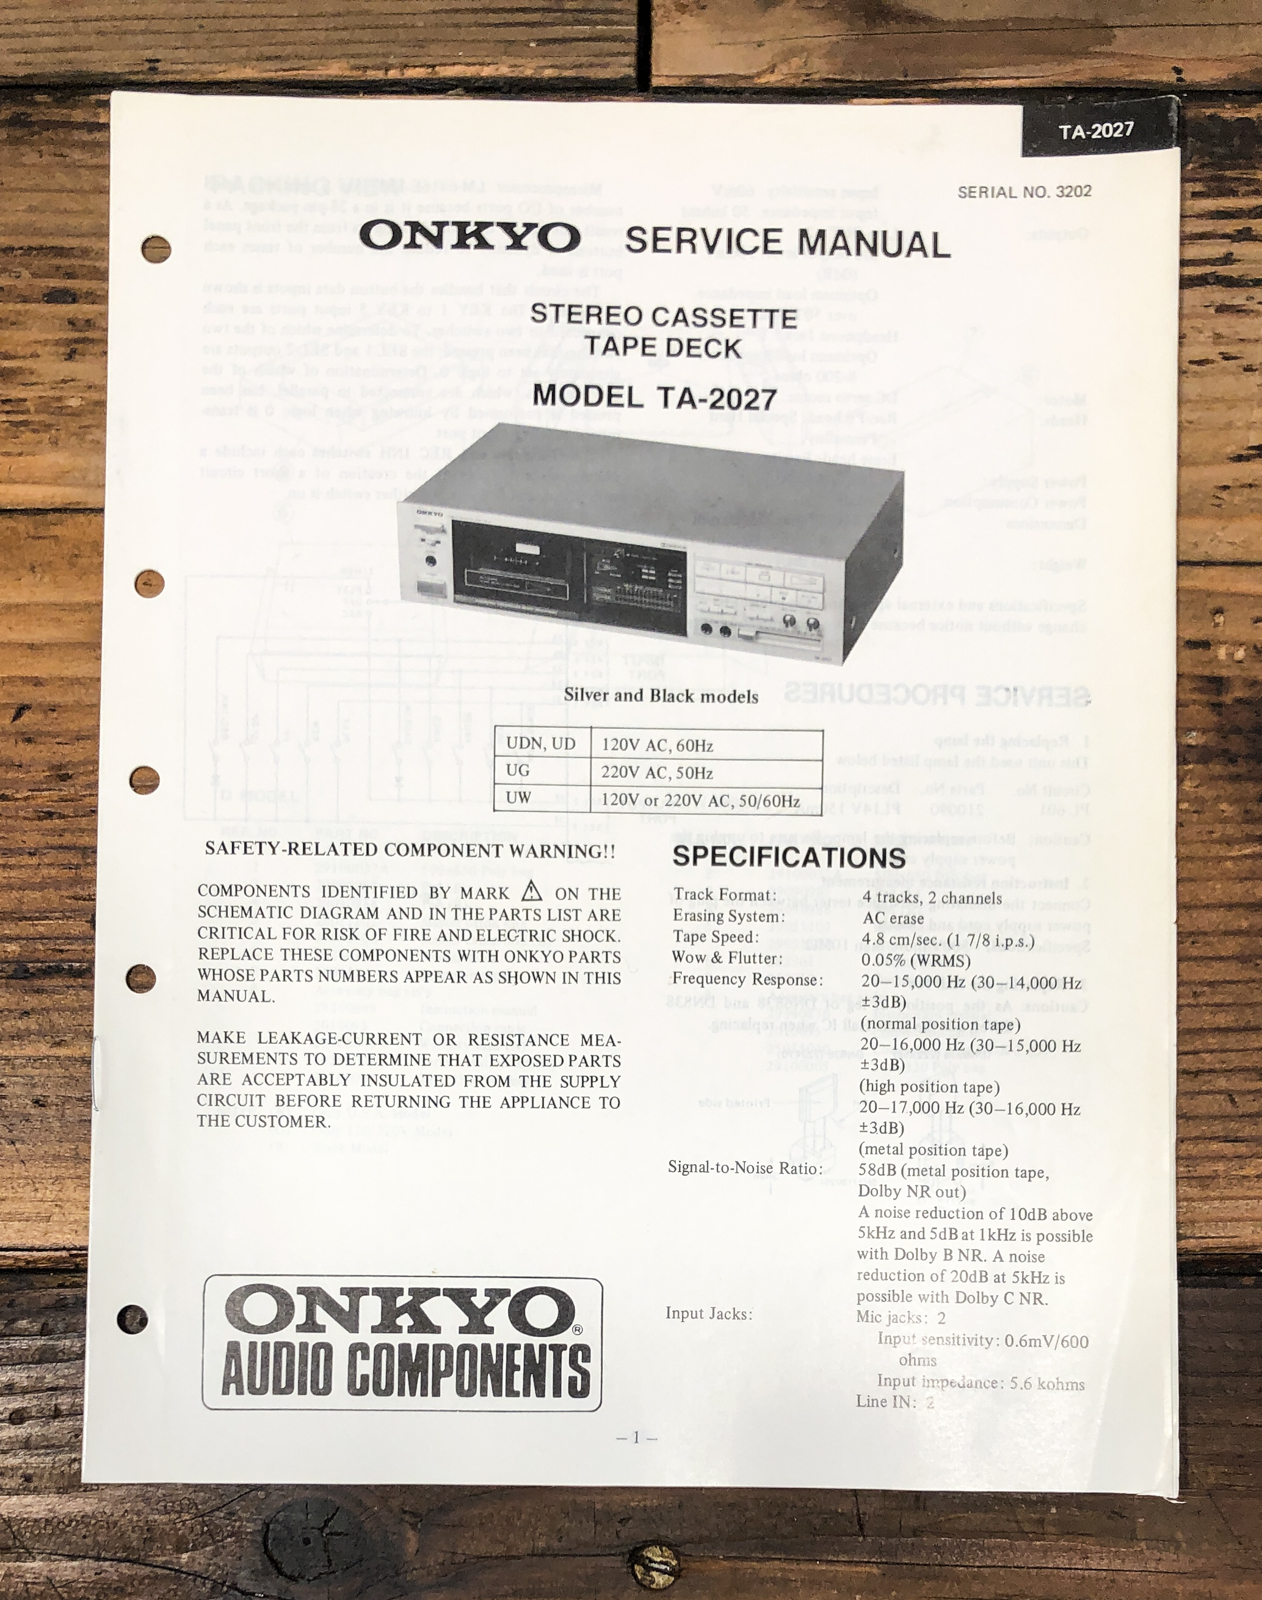 TA-2027
SERIAL NO. 3202
ONKYO SERVICE MANUAL
STEREO CASSETTE
TAPE DECK
MODEL TA-2027
ONKYO
Silver and Black models
UDN, UD 120V AC, 60Hz
UG 220V AC, 50Hz
UW 120V or 220V AC, 50/60Hz
SAFETY-RELATED COMPONENT WARNING!!
COMPONENTS IDENTIFIED BY MARK ⚠ ON THE
SCHEMATIC DIAGRAM AND IN THE PARTS LIST ARE
CRITICAL FOR RISK OF FIRE AND ELECTRIC SHOCK.
REPLACE THESE COMPONENTS WITH ONKYO PARTS
WHOSE PARTS NUMBERS APPEAR AS SHOWN IN THIS
MANUAL.
MAKE LEAKAGE-CURRENT OR RESISTANCE MEA-
SUREMENTS TO DETERMINE THAT EXPOSED PARTS
ARE ACCEPTABLY INSULATED FROM THE SUPPLY
CIRCUIT BEFORE RETURNING THE APPLIANCE TO
THE CUSTOMER.
ONKYO®
AUDIO COMPONENTS
SPECIFICATIONS
Track Format: 4 tracks, 2 channels
Erasing System: AC erase
Tape Speed: 4.8 cm/sec. (1 7/8 i.p.s.)
Wow & Flutter: 0.05% (WRMS)
Frequency Response: 20–15,000 Hz (30–14,000 Hz
±3dB)
(normal position tape)
20–16,000 Hz (30–15,000 Hz
±3dB)
(high position tape)
20–17,000 Hz (30–16,000 Hz
±3dB)
(metal position tape)
Signal-to-Noise Ratio: 58dB (metal position tape,
Dolby NR out)
A noise reduction of 10dB above
5kHz and 5dB at 1kHz is possible
with Dolby B NR. A noise
reduction of 20dB at 5kHz is
possible with Dolby C NR.
Input Jacks: Mic jacks: 2
Input sensitivity: 0.6mV/600
ohms
Input impedance: 5.6 kohms
Line IN: 2
– 1 –